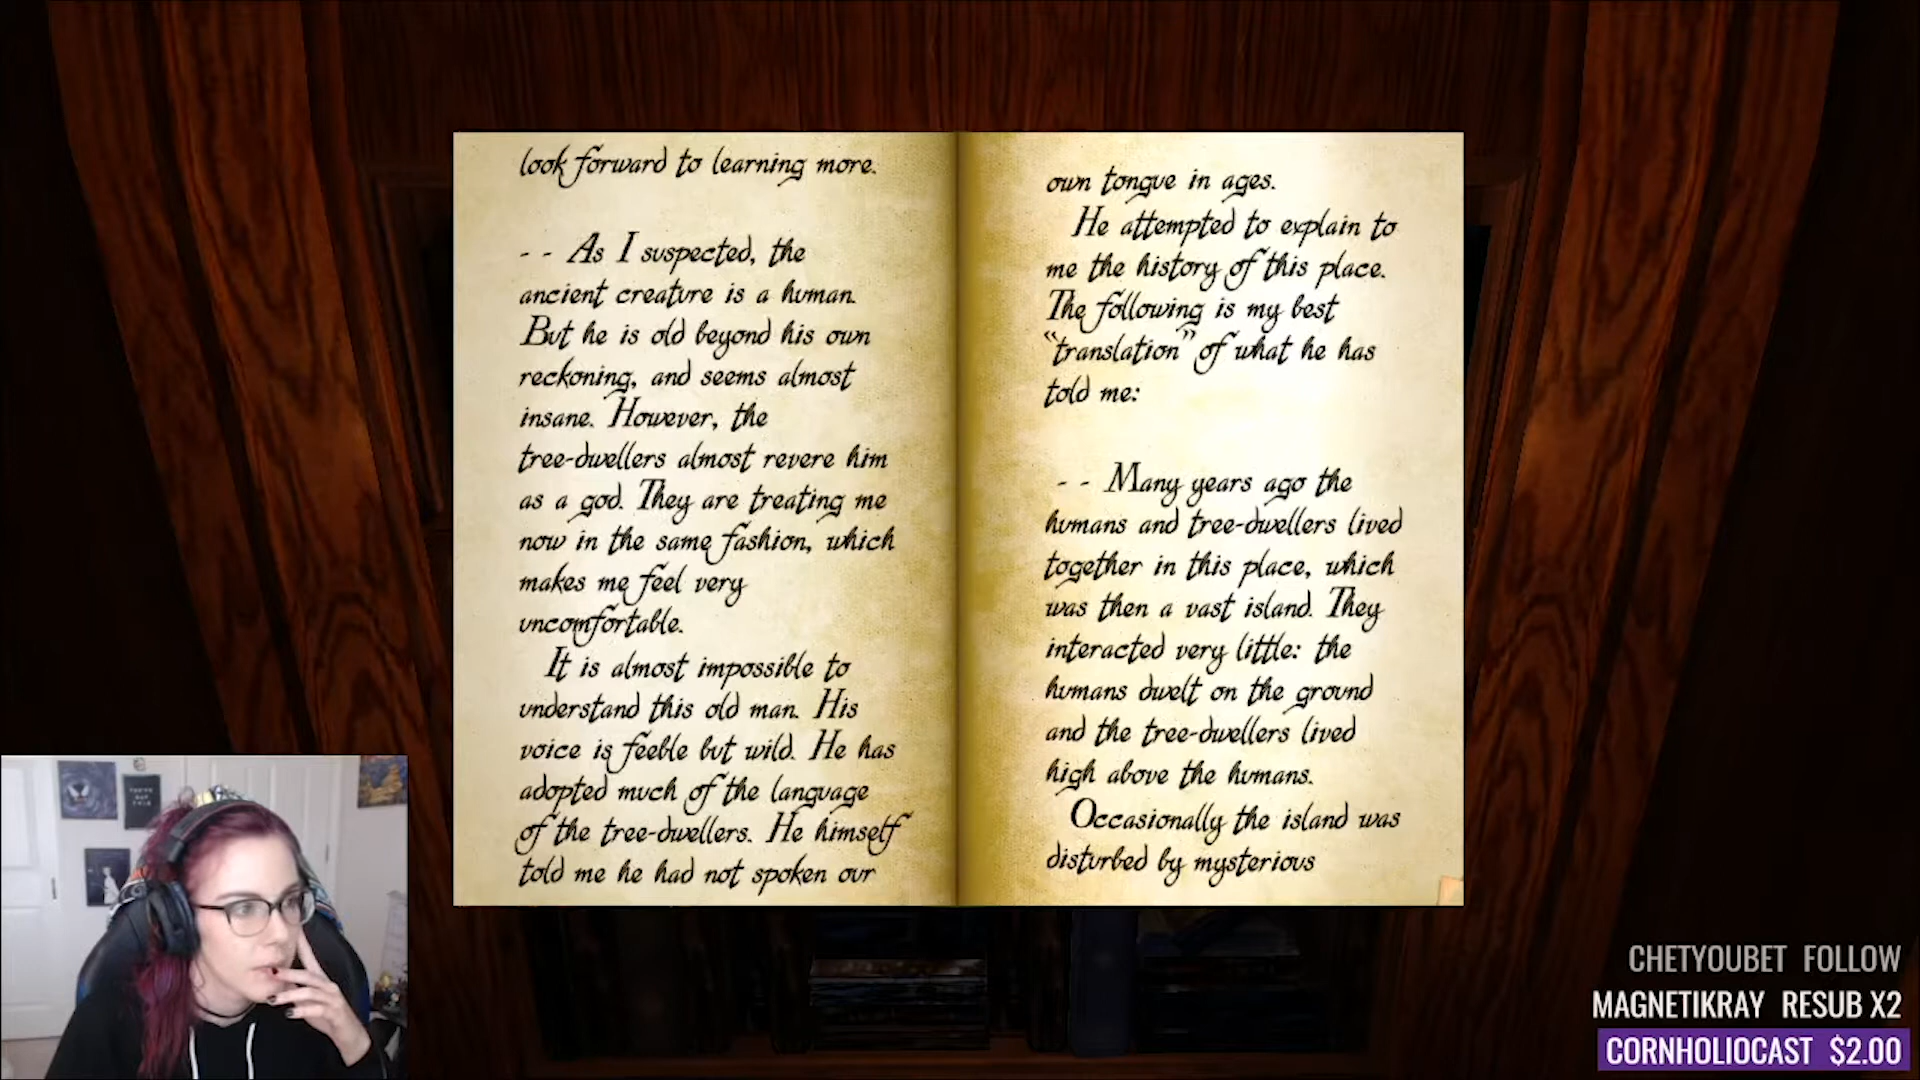 look forward to learning more.
- - As I suspected, the
ancient creature is a human.
But he is old beyond his own
reckoning, and seems almost
insane. However, the
tree-dwellers almost revere him
as a god. They are treating me
now in the same fashion, which
makes me feel very
uncomfortable.
It is almost impossible to
understand this old man. His
voice is feeble but wild. He has
adopted much of the language
of the tree-dwellers. He himself
told me he had not spoken our
own tongue in ages.
He attempted to explain to
me the history of this place.
The following is my best
"translation" of what he has
told me:
- - Many years ago the
humans and tree-dwellers lived
together in this place, which
was then a vast island. They
interacted very little: the
humans dwelt on the ground
and the tree-dwellers lived
high above the humans.
Occasionally the island was
disturbed by mysterious
CHETYOUBET FOLLOW
MAGNETIKRAY RESUB X2
CORNHOLIOCAST $2.00